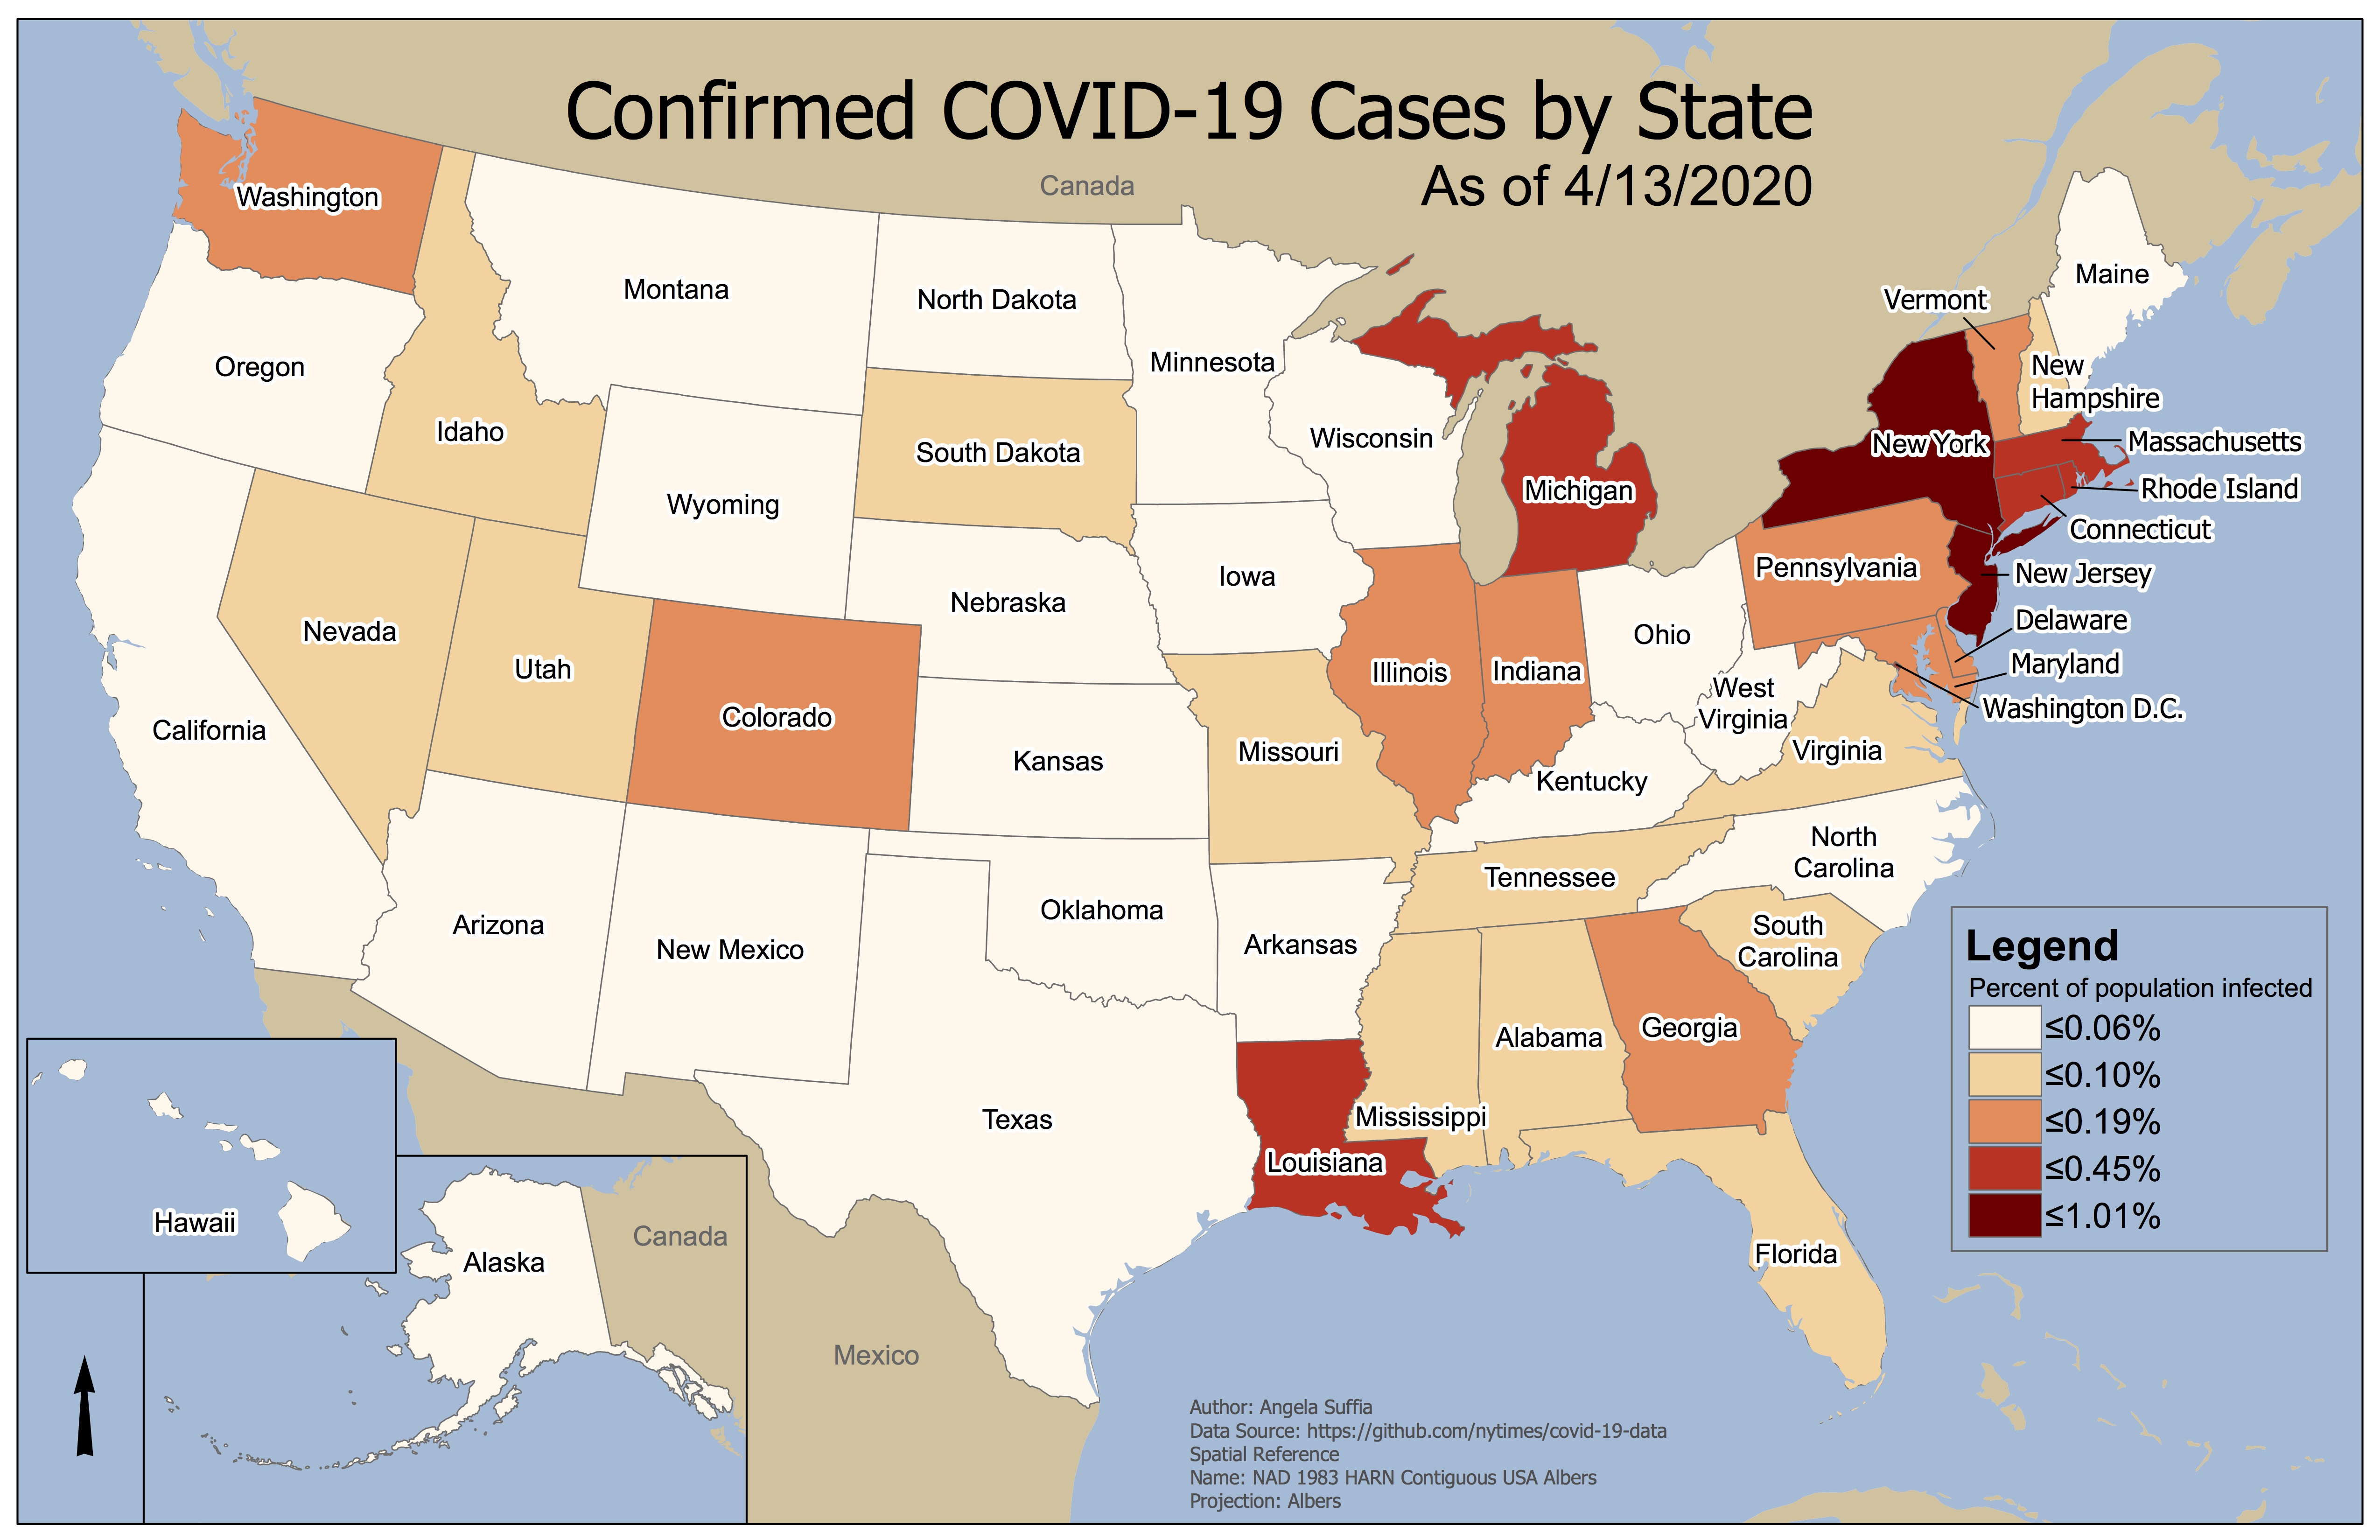 Confirmed COVID-19 Cases by State
As of 4/13/2020
Canada
Washington
Montana
North Dakota
Minnesota
Maine
Vermont
Oregon
Idaho
South Dakota
Wisconsin
Michigan
New York
New
Hampshire
Massachusetts
Rhode Island
Connecticut
Wyoming
Iowa
Nebraska
Pennsylvania
New Jersey
Delaware
Maryland
Washington D.C.
Nevada
Utah
Colorado
Illinois
Indiana
Ohio
West
Virginia
Virginia
California
Kansas
Missouri
Kentucky
North
Carolina
Tennessee
Arizona
New Mexico
Oklahoma
Arkansas
South
Carolina
Texas
Louisiana
Mississippi
Alabama
Georgia
Florida
Hawaii
Alaska
Canada
Mexico
Legend
Percent of population infected
≤0.06%
≤0.10%
≤0.19%
≤0.45%
≤1.01%
Author: Angela Suffia
Data Source: https://github.com/nytimes/covid-19-data
Spatial Reference
Name: NAD 1983 HARN Contiguous USA Albers
Projection: Albers